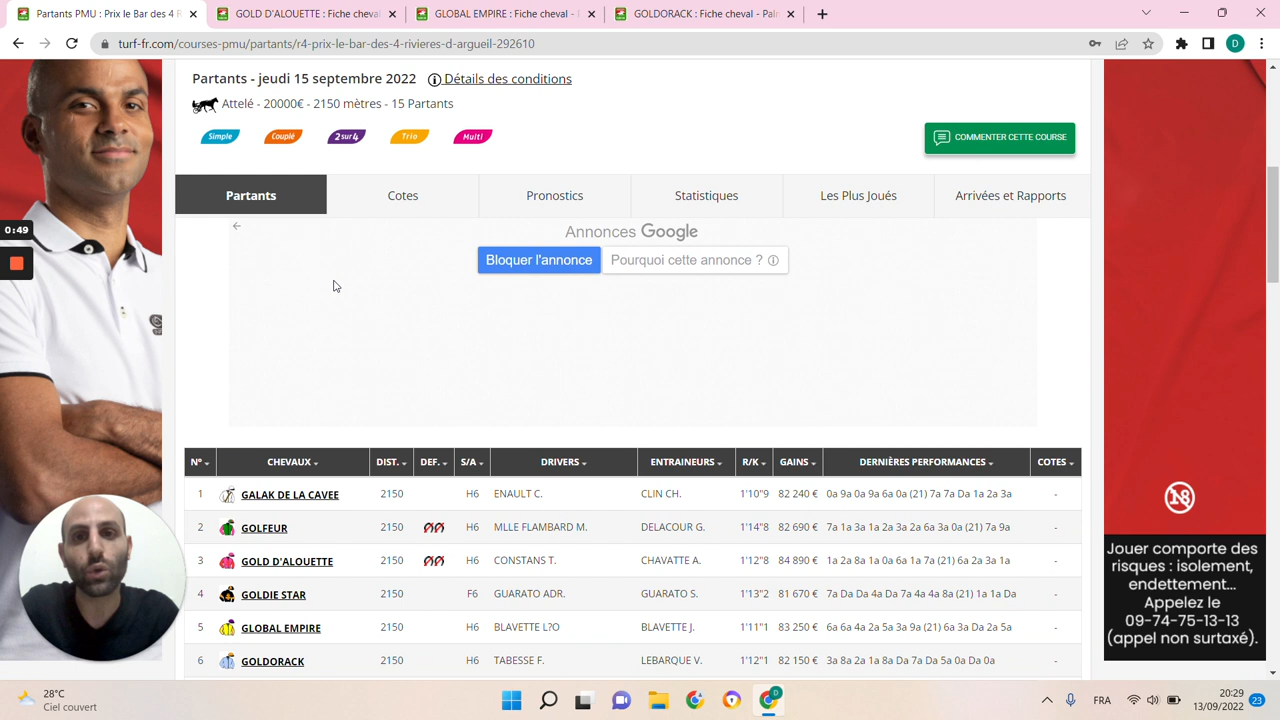 Partants PMU : Prix le Bar des 4 R
GOLD D'ALOUETTE : Fiche cheval
GLOBAL EMPIRE : Fiche cheval - P
GOLDORACK : Fiche cheval - Paln
turf-fr.com/courses-pmu/partants/r4-prix-le-bar-des-4-rivieres-d-argueil-292610
D
Partants - jeudi 15 septembre 2022 Détails des conditions
Attelé - 20000€ - 2150 mètres - 15 Partants
Simple Couplé 2 sur 4 Trio Multi
COMMENTER CETTE COURSE
Partants Cotes Pronostics Statistiques Les Plus Joués Arrivées et Rapports
0:49
Annonces Google
Bloquer l'annonce Pourquoi cette annonce ?
N° CHEVAUX DIST. DEF. S/A DRIVERS ENTRAINEURS R/K GAINS DERNIÈRES PERFORMANCES COTES
1 GALAK DE LA CAVEE 2150 H6 ENAULT C. CLIN CH. 1'10"9 82 240 € 0a 9a 0a 9a 6a 0a (21) 7a 7a Da 1a 2a 3a -
2 GOLFEUR 2150 H6 MLLE FLAMBARD M. DELACOUR G. 1'14"8 82 690 € 7a 1a 3a 1a 2a 3a 2a 6a 3a 0a (21) 7a 9a -
3 GOLD D'ALOUETTE 2150 H6 CONSTANS T. CHAVATTE A. 1'12"8 84 890 € 1a 2a 8a 1a 0a 6a 1a 7a (21) 6a 2a 3a 1a -
4 GOLDIE STAR 2150 F6 GUARATO ADR. GUARATO S. 1'13"2 81 670 € 7a Da Da 4a Da 7a 4a 4a 8a (21) 1a 1a Da -
5 GLOBAL EMPIRE 2150 H6 BLAVETTE L?O BLAVETTE J. 1'11"1 83 250 € 6a 6a 4a 2a 5a 3a 9a (21) 6a 3a Da 2a 5a -
6 GOLDORACK 2150 H6 TABESSE F. LEBARQUE V. 1'12"1 82 150 € 3a 8a 2a 1a 8a Da 7a Da 5a 0a Da 0a -
18
Jouer comporte des
risques : isolement,
endettement...
Appelez le
09-74-75-13-13
(appel non surtaxé).
28°C
Ciel couvert
D
FRA
20:29
13/09/2022
23